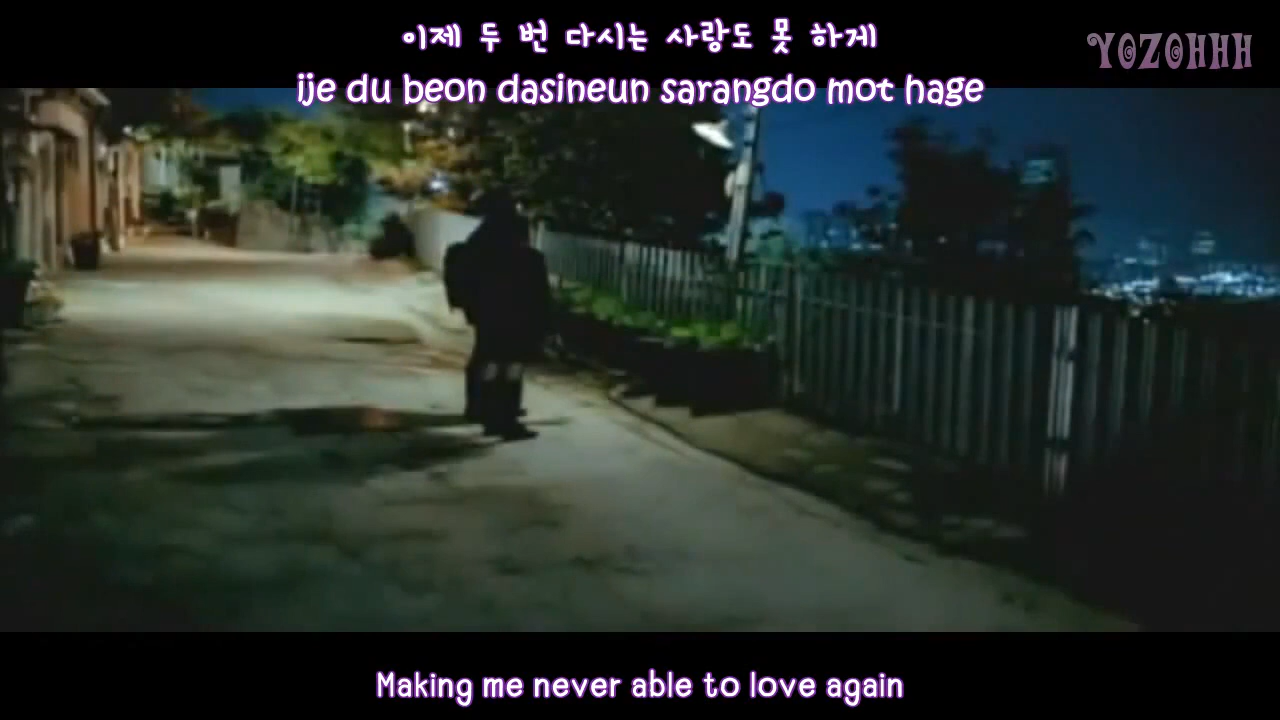 이제 두 번 다시는 사랑도 못 하게
YOZOHHH
ije du beon dasineun sarangdo mot hage
Making me never able to love again